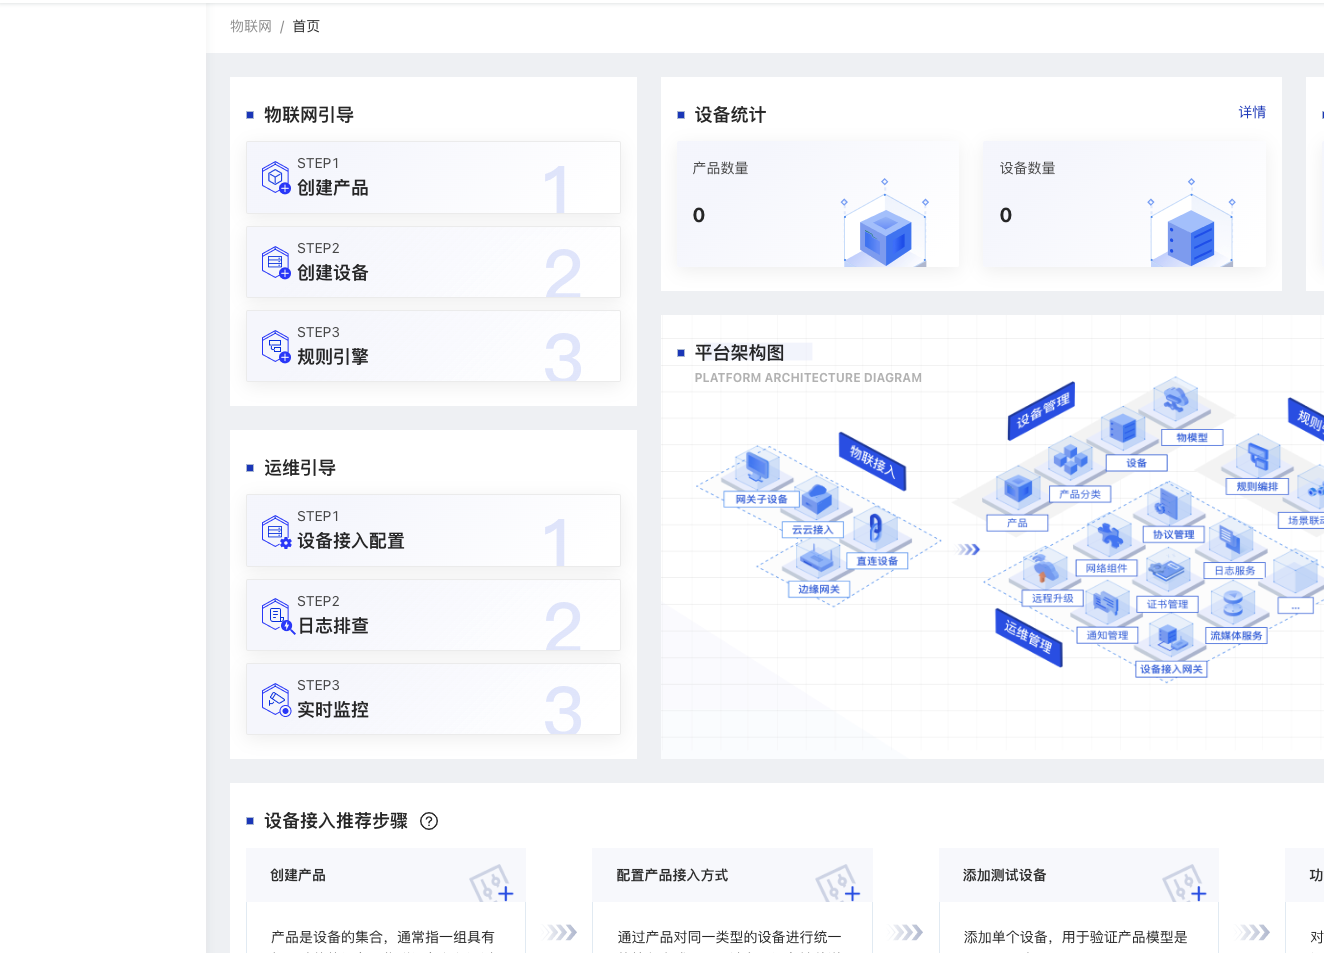 物联网 / 首页
物联网引导
STEP1
创建产品
1
STEP2
创建设备
2
STEP3
规则引擎
3
设备统计
详情
产品数量
0
设备数量
0
平台架构图
PLATFORM ARCHITECTURE DIAGRAM
物联接入
网关子设备
云云接入
直连设备
边缘网关
设备管理
物模型
设备
产品分类
产品
规则
规则编排
场景联动
协议管理
网络组件
日志服务
远程升级
证书管理
...
通知管理
流媒体服务
设备接入网关
运维管理
运维引导
STEP1
设备接入配置
1
STEP2
日志排查
2
STEP3
实时监控
3
设备接入推荐步骤 ?
创建产品
产品是设备的集合，通常指一组具有
配置产品接入方式
通过产品对同一类型的设备进行统一
添加测试设备
添加单个设备，用于验证产品模型是
功
对